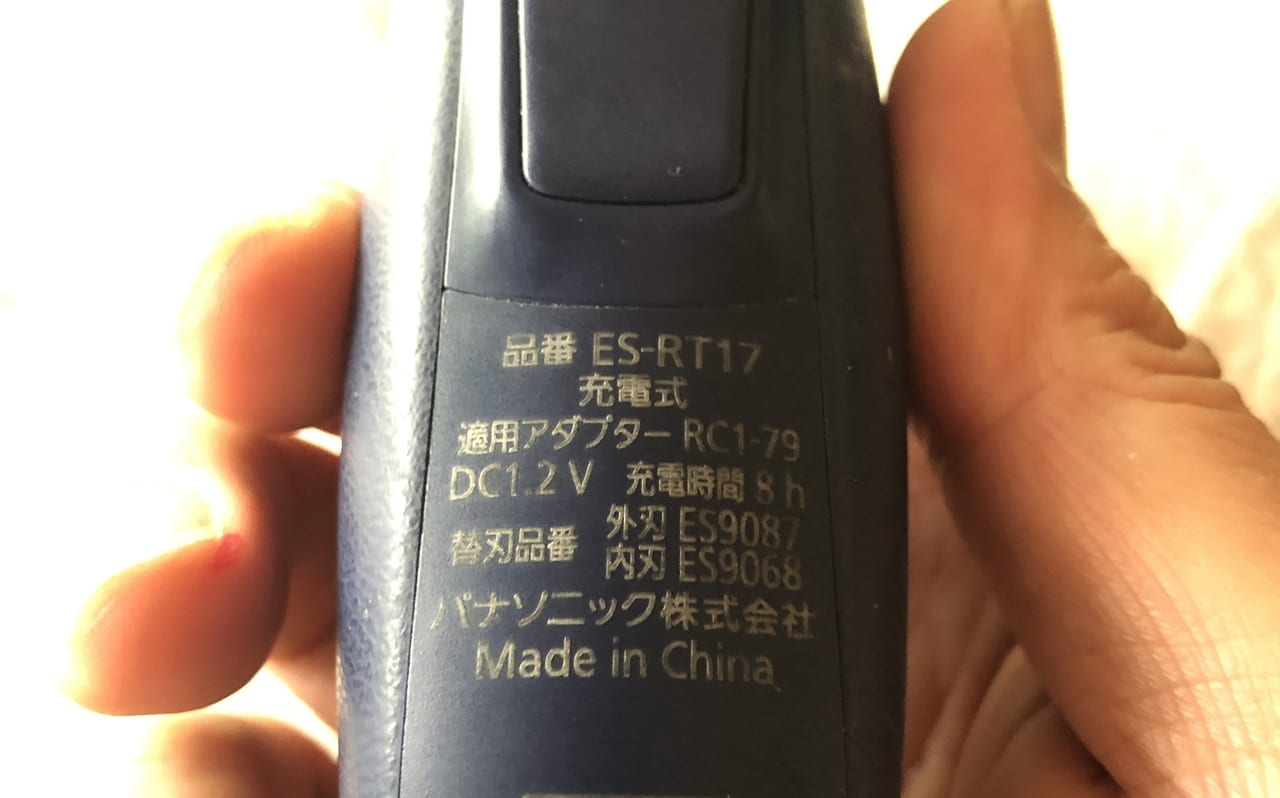 品番 ES-RT17
充電式
適用アダプター RC1-79
DC1.2V 充電時間 8h
替刃品番 外刃 ES9087
内刃 ES9068
パナソニック株式会社
Made in China